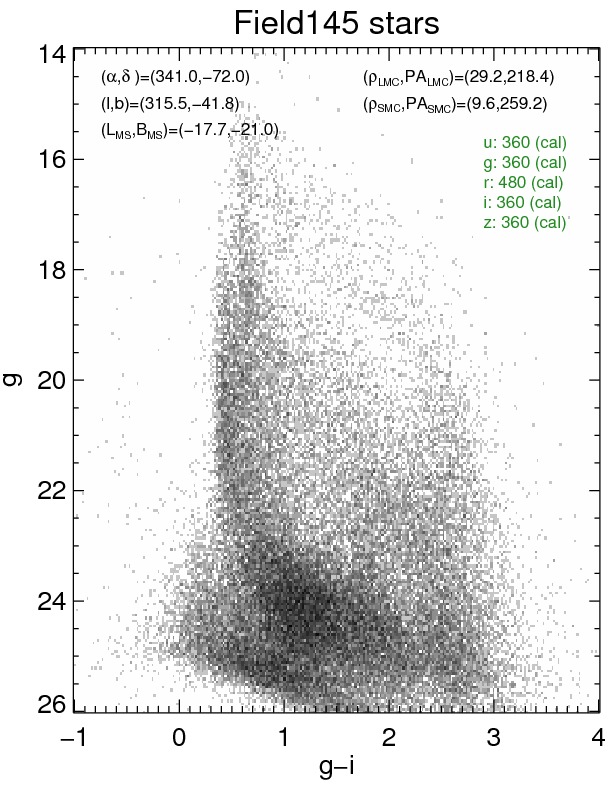 Field145 stars
(α,δ )=(341.0,−72.0)
(ρLMC,PALMC)=(29.2,218.4)
(l,b)=(315.5,−41.8)
(ρSMC,PASMC)=(9.6,259.2)
(LMS,BMS)=(−17.7,−21.0)
u: 360 (cal)
g: 360 (cal)
r: 480 (cal)
i: 360 (cal)
z: 360 (cal)
14
16
18
20
22
24
26
g
−1 0 1 2 3 4
g−i